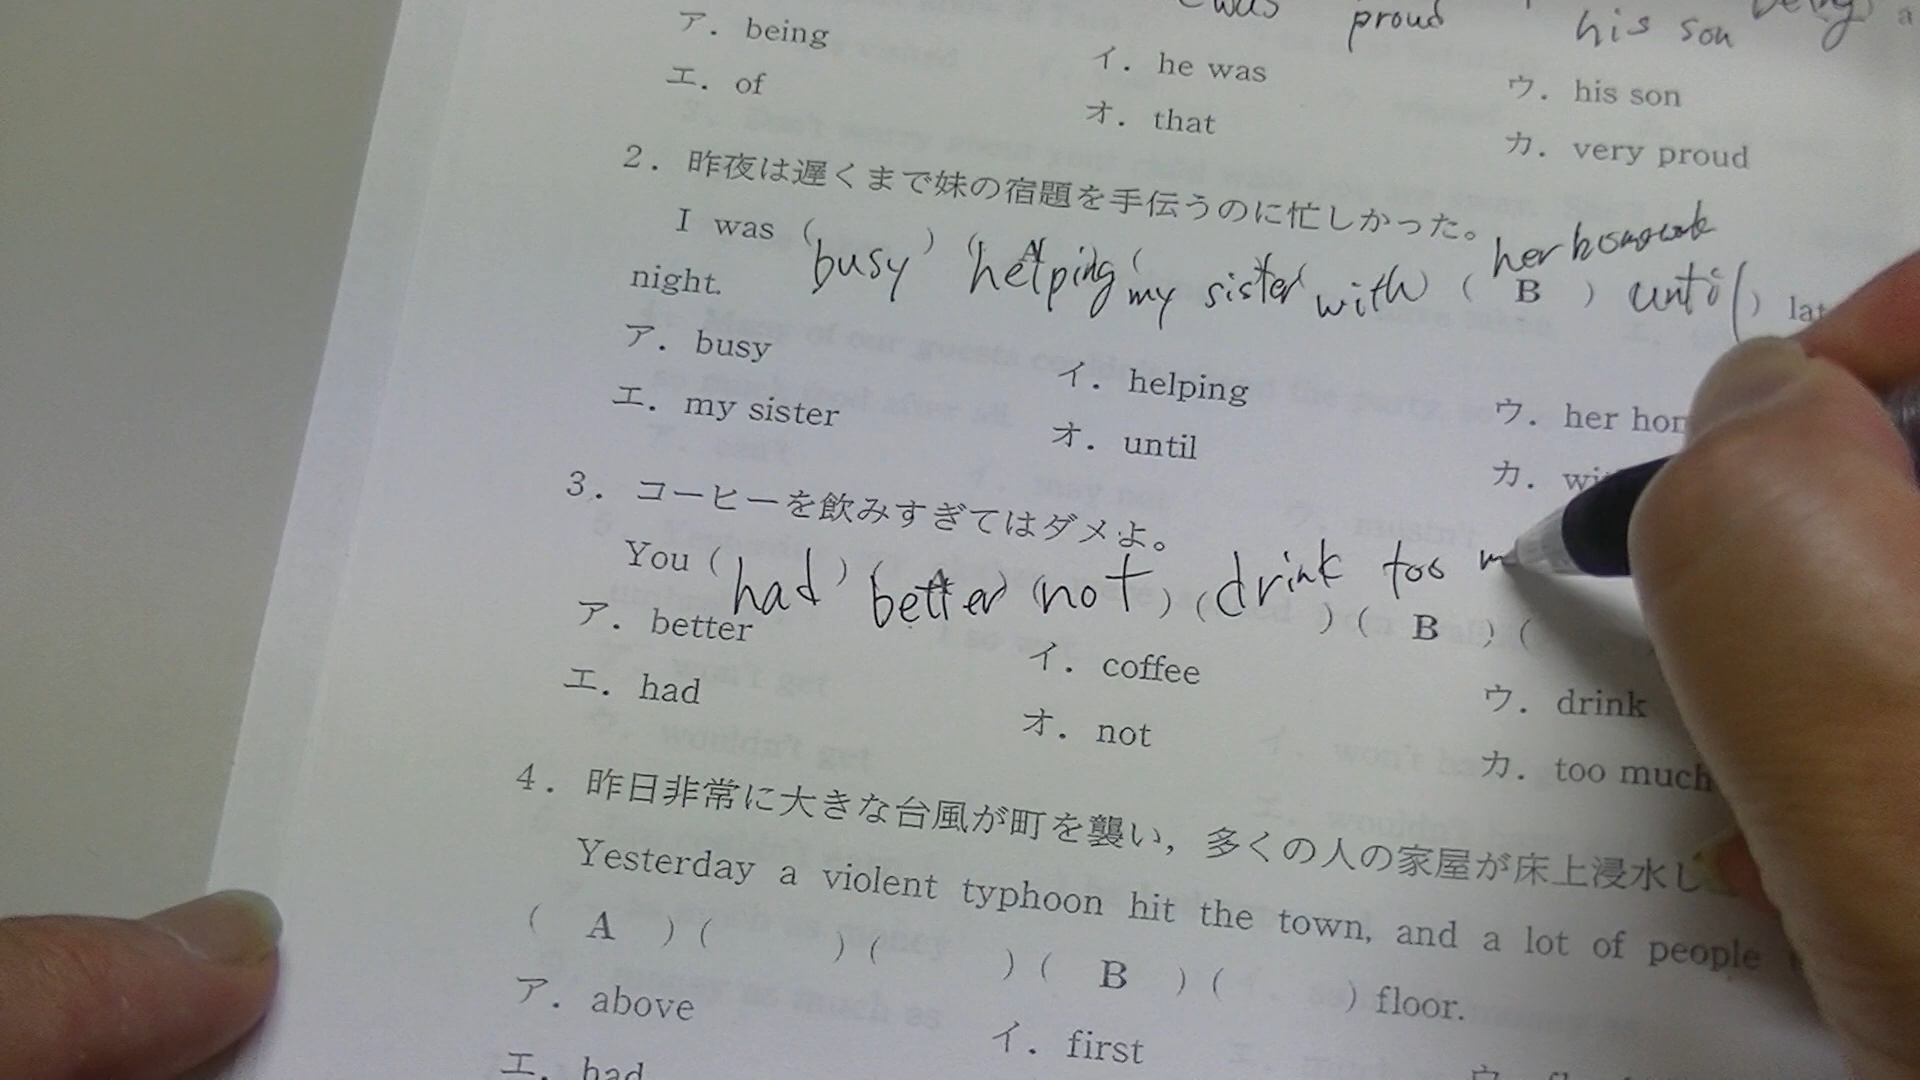 was proud his son being a
ア．being イ．he was ウ．his son
エ．of オ．that カ．very proud
2．昨夜は遅くまで妹の宿題を手伝うのに忙しかった。
I was ( busy ) ( helping ( my sister with ) ( B ) her homework until ( ) lat
night.
ア．busy イ．helping ウ．her hom
エ．my sister オ．until カ．wi
3．コーヒーを飲みすぎてはダメよ。
You ( had ) ( better A ) ( not ) ( drink too m ) ( B ) (
ア．better イ．coffee ウ．drink
エ．had オ．not カ．too much
4．昨日非常に大きな台風が町を襲い，多くの人の家屋が床上浸水し
Yesterday a violent typhoon hit the town, and a lot of people
( A ) ( ) ( ) ( B ) ( ) floor.
ア．above イ．first
エ．had